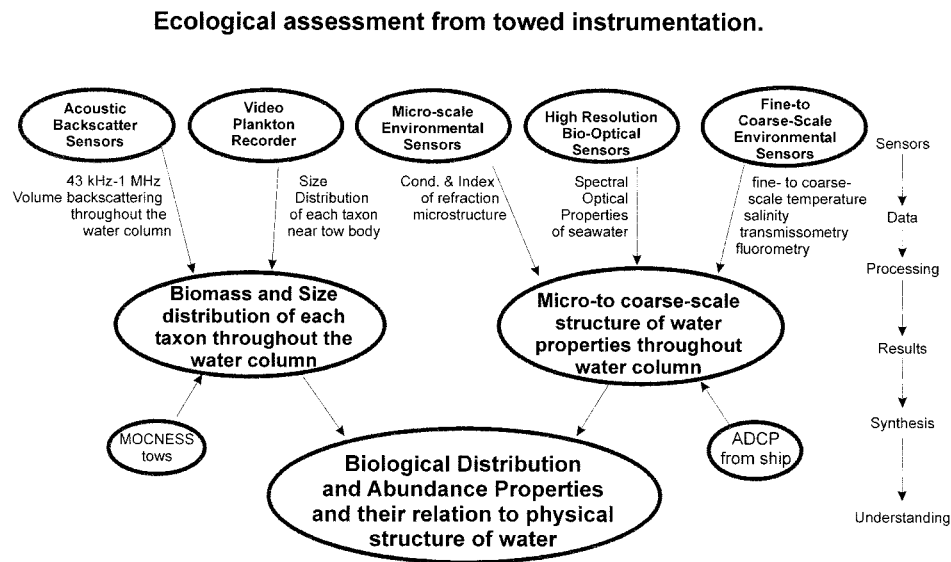 Ecological assessment from towed instrumentation.
Acoustic
Backscatter
Sensors
Video
Plankton
Recorder
Micro-scale
Environmental
Sensors
High Resolution
Bio-Optical
Sensors
Fine-to
Coarse-Scale
Environmental
Sensors
43 kHz-1 MHz
Volume backscattering
throughout the
water column
Size
Distribution
of each taxon
near tow body
Cond. & Index
of refraction
microstructure
Spectral
Optical
Properties
of seawater
fine- to coarse-
scale temperature
salinity
transmissometry
fluorometry
Biomass and Size
distribution of each
taxon throughout the
water column
Micro-to coarse-scale
structure of water
properties throughout
water column
MOCNESS
tows
ADCP
from ship
Biological Distribution
and Abundance Properties
and their relation to physical
structure of water
Sensors
Data
Processing
Results
Synthesis
Understanding